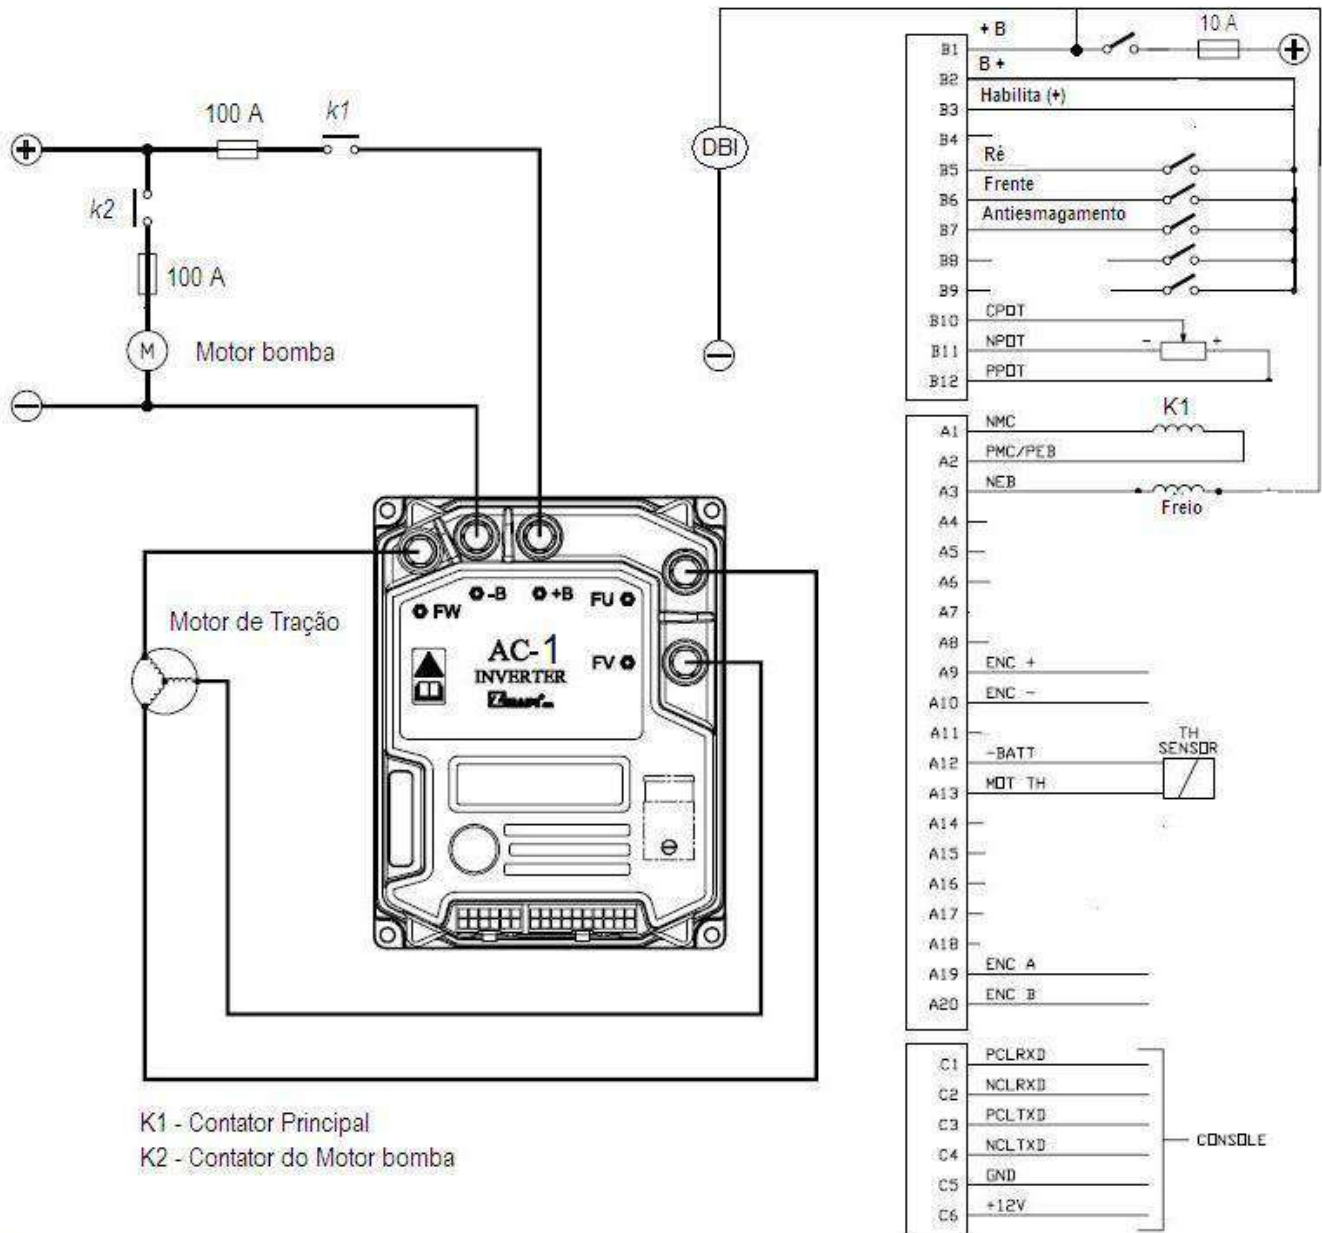 100 A
k1
k2
100 A
M
Motor bomba
Motor de Tração
FW
-B
+B
FU
FV
AC-1
INVERTER
K1 - Contator Principal
K2 - Contator do Motor bomba
DBI
10 A
B1
+ B
B2
B +
B3
Habilita (+)
B4
B5
Ré
B6
Frente
B7
Antiesmagamento
B8
B9
B10
CPOT
B11
NPOT
- +
B12
PPOT
K1
A1
NMC
A2
PMC/PEB
A3
NEB
Freio
A4
A5
A6
A7
A8
A9
ENC +
A10
ENC -
A11
A12
-BATT
TH
SENSOR
A13
MOT TH
A14
A15
A16
A17
A18
A19
ENC A
A20
ENC B
C1
PCLRXD
C2
NCLRXD
C3
PCLTXD
C4
NCLTXD
CONSOLE
C5
GND
C6
+12V